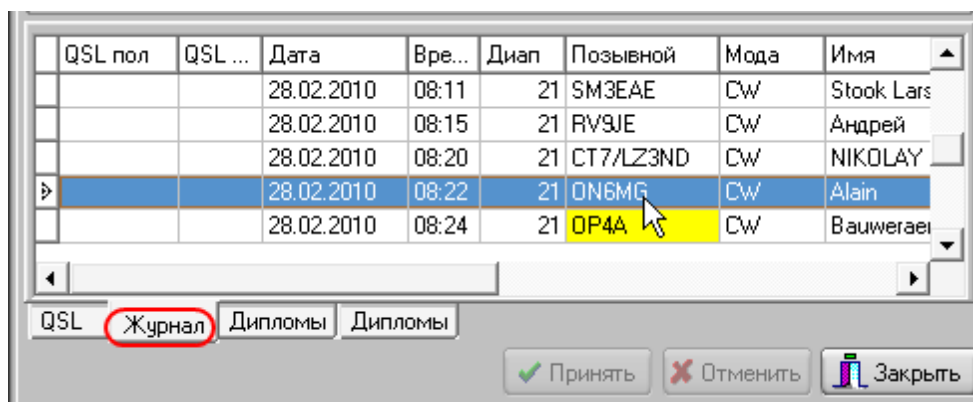 QSL пол QSL ... Дата Вре... Диап Позывной Мода Имя
28.02.2010 08:11 21 SM3EAE CW Stook Lars
28.02.2010 08:15 21 RV9JE CW Андрей
28.02.2010 08:20 21 CT7/LZ3ND CW NIKOLAY
28.02.2010 08:22 21 ON6MG CW Alain
28.02.2010 08:24 21 OP4A CW Bauweraer
QSL Журнал Дипломы Дипломы
Принять Отменить Закрыть